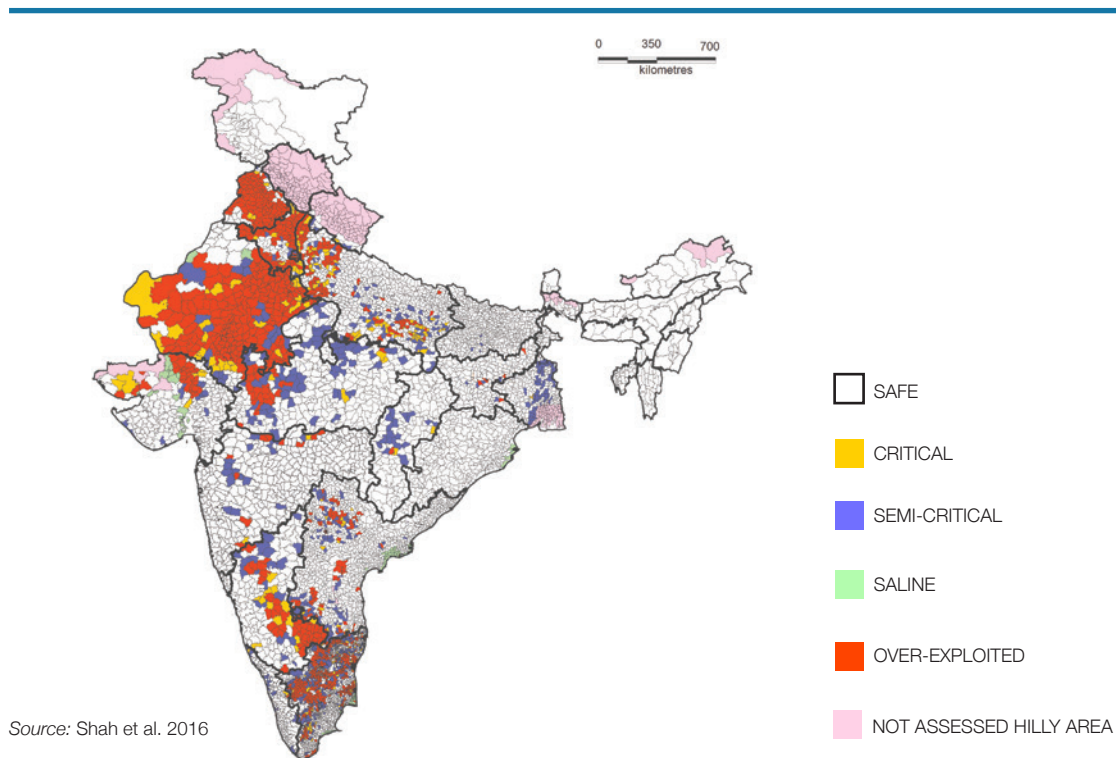 0 350 700
kilometres
SAFE
CRITICAL
SEMI-CRITICAL
SALINE
OVER-EXPLOITED
NOT ASSESSED HILLY AREA
Source: Shah et al. 2016